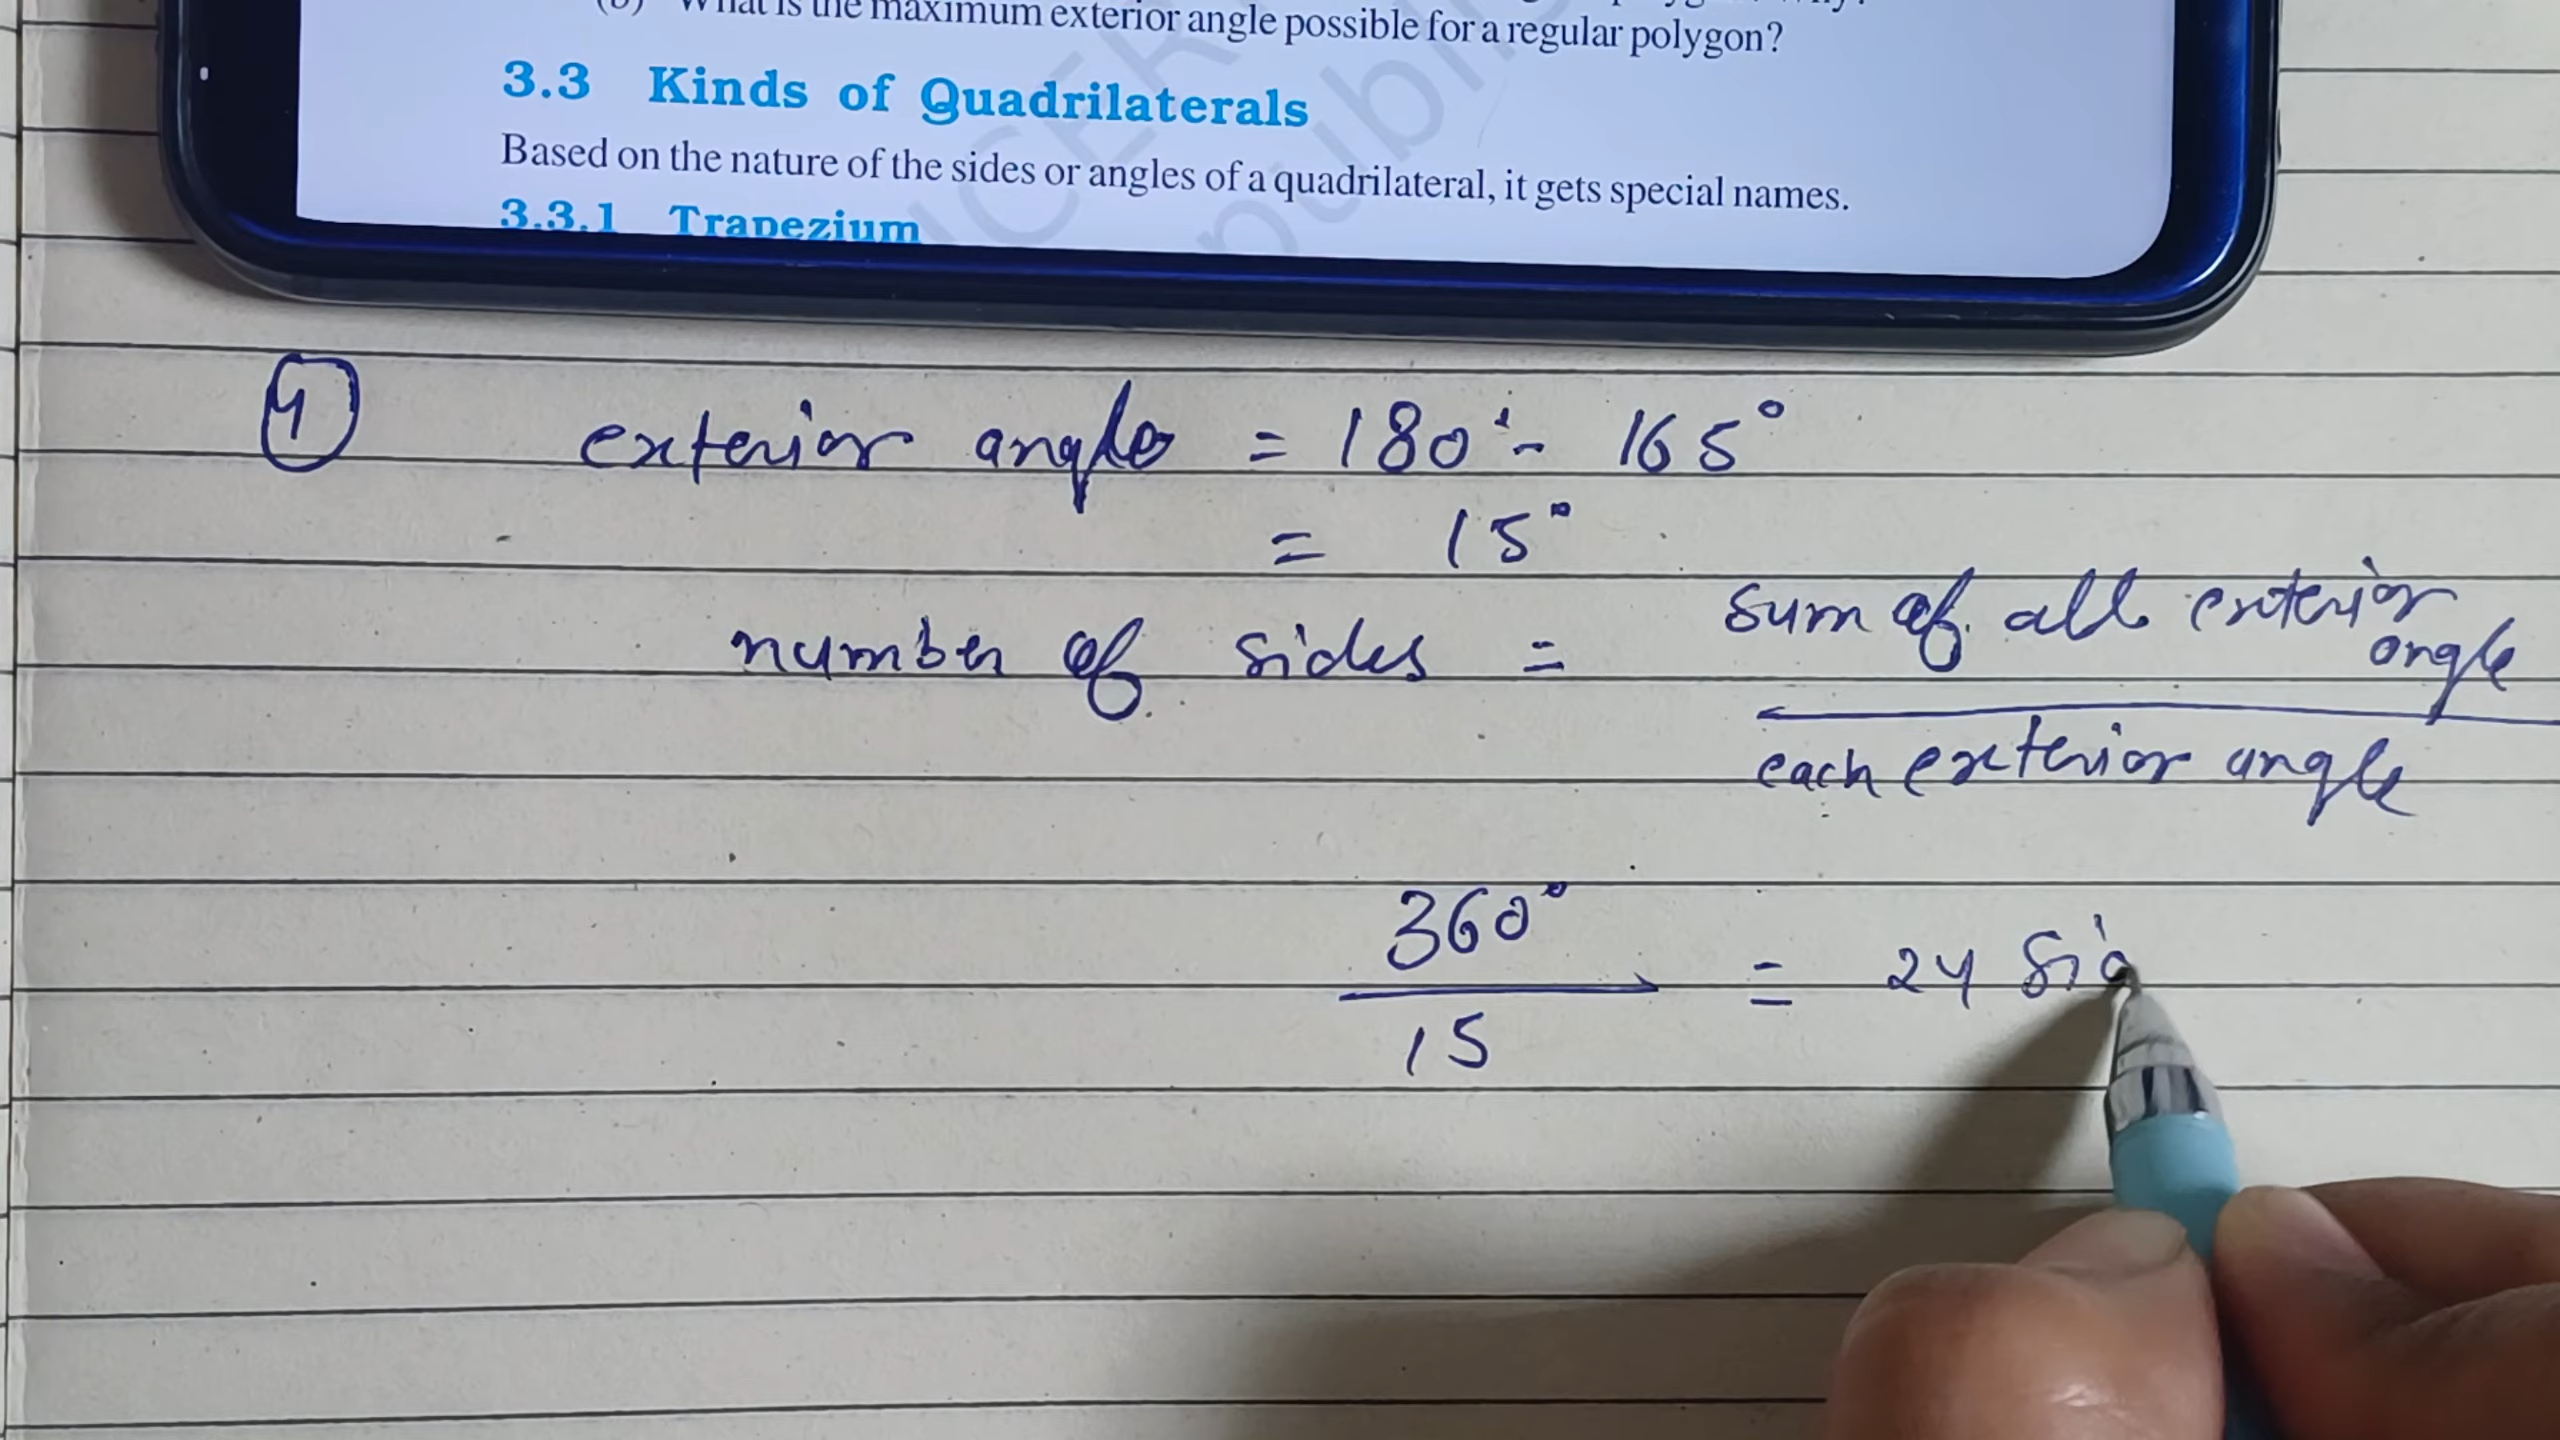 (b) What is the maximum exterior angle possible for a regular polygon?
3.3 Kinds of Quadrilaterals
Based on the nature of the sides or angles of a quadrilateral, it gets special names.
3.3.1 Trapezium
4 exterior angle = 180° - 165°
= 15°
number of sides = sum of all exterior angle
each exterior angle
360°
15
= 24 Sid